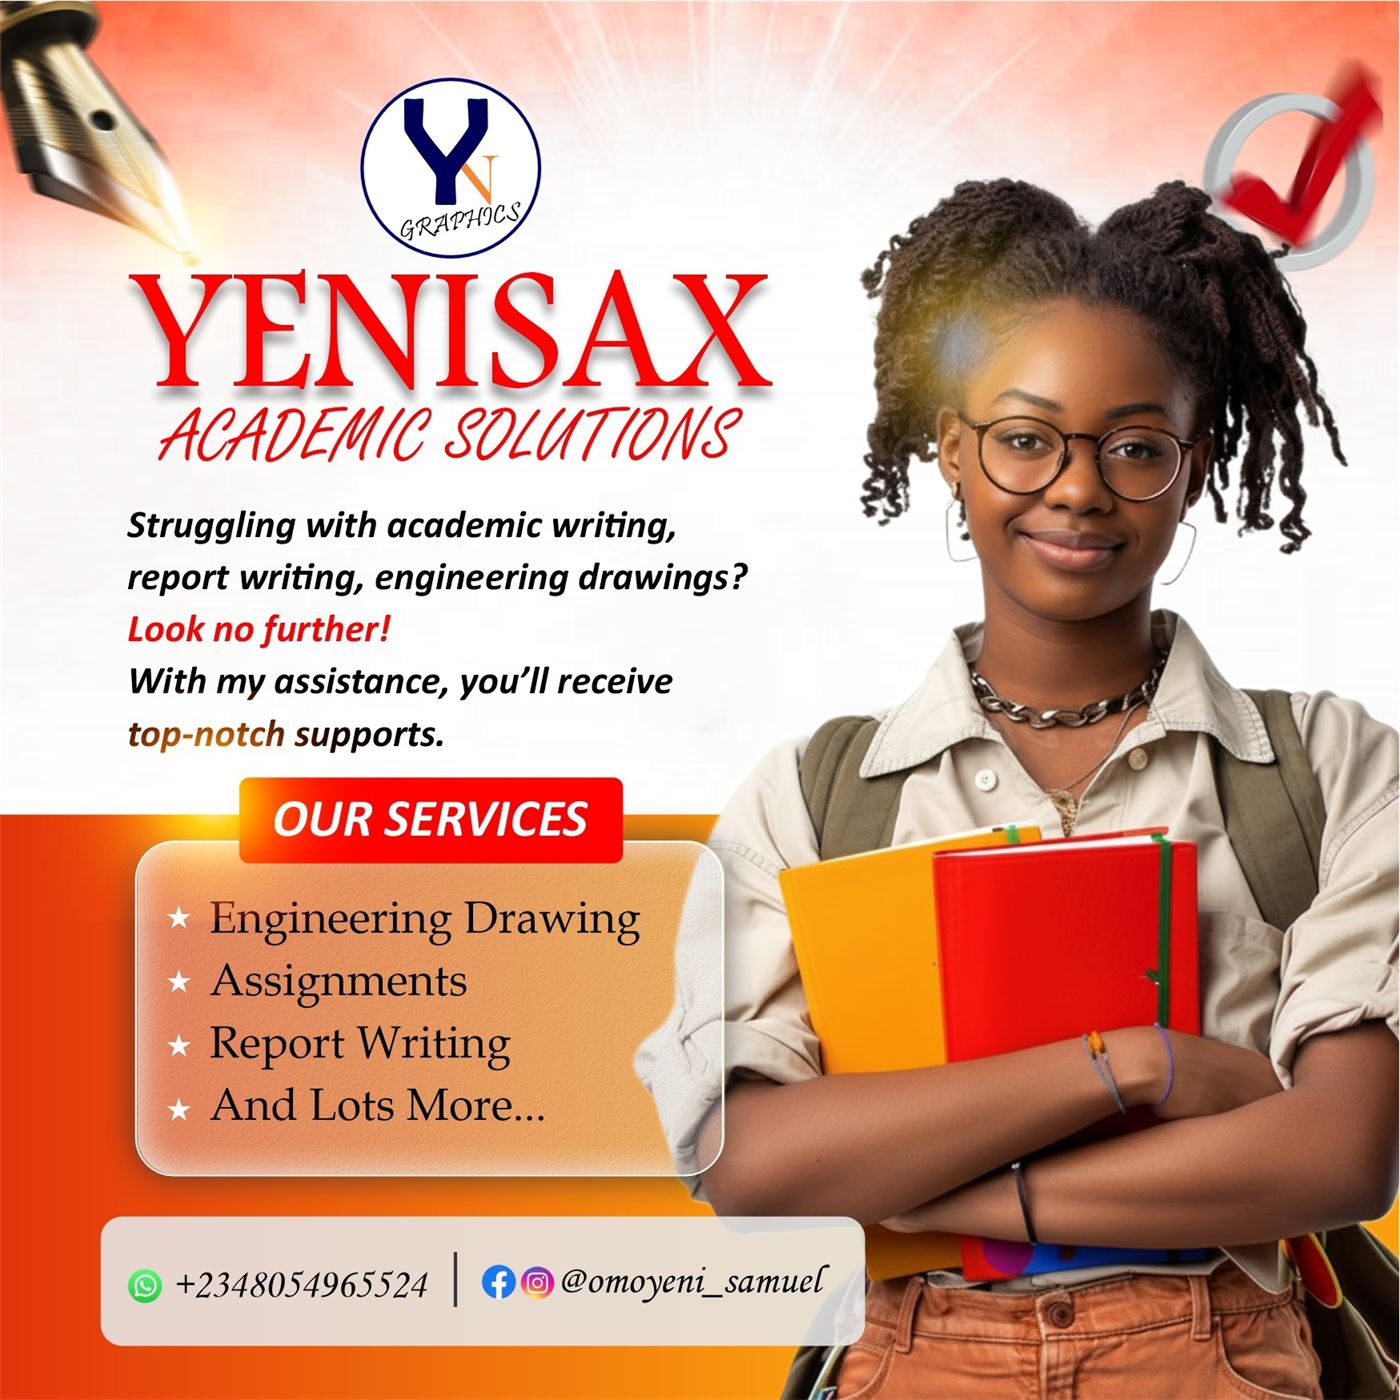 YN
GRAPHICS
YENISAX
ACADEMIC SOLUTIONS
Struggling with academic writing,
report writing, engineering drawings?
Look no further!
With my assistance, you’ll receive
top-notch supports.
OUR SERVICES
Engineering Drawing
Assignments
Report Writing
And Lots More...
+2348054965524 | @omoyeni_samuel